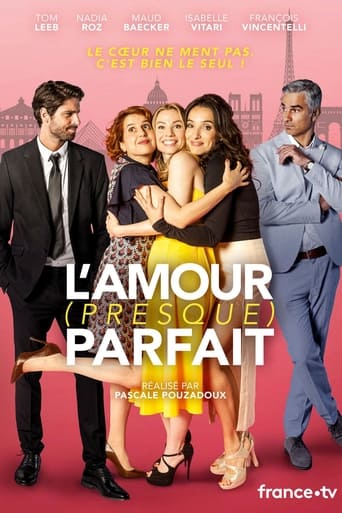 TOM NADIA MAUD ISABELLE FRANÇOIS
LEEB ROZ BAECKER VITARI VINCENTELLI
LE CŒUR NE MENT PAS,
C'EST BIEN LE SEUL !
L'AMOUR
(PRESQUE)
PARFAIT
RÉALISÉ PAR
PASCALE POUZADOUX
france•tv